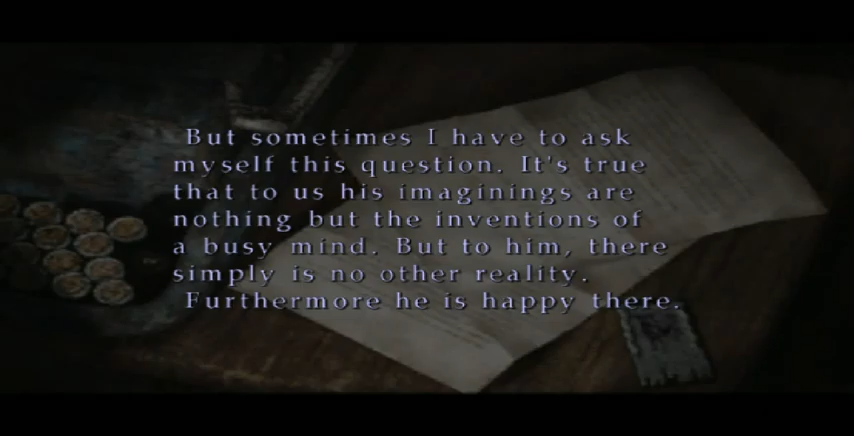 But sometimes I have to ask
myself this question. It's true
that to us his imaginings are
nothing but the inventions of
a busy mind. But to him, there
simply is no other reality.
Furthermore he is happy there.